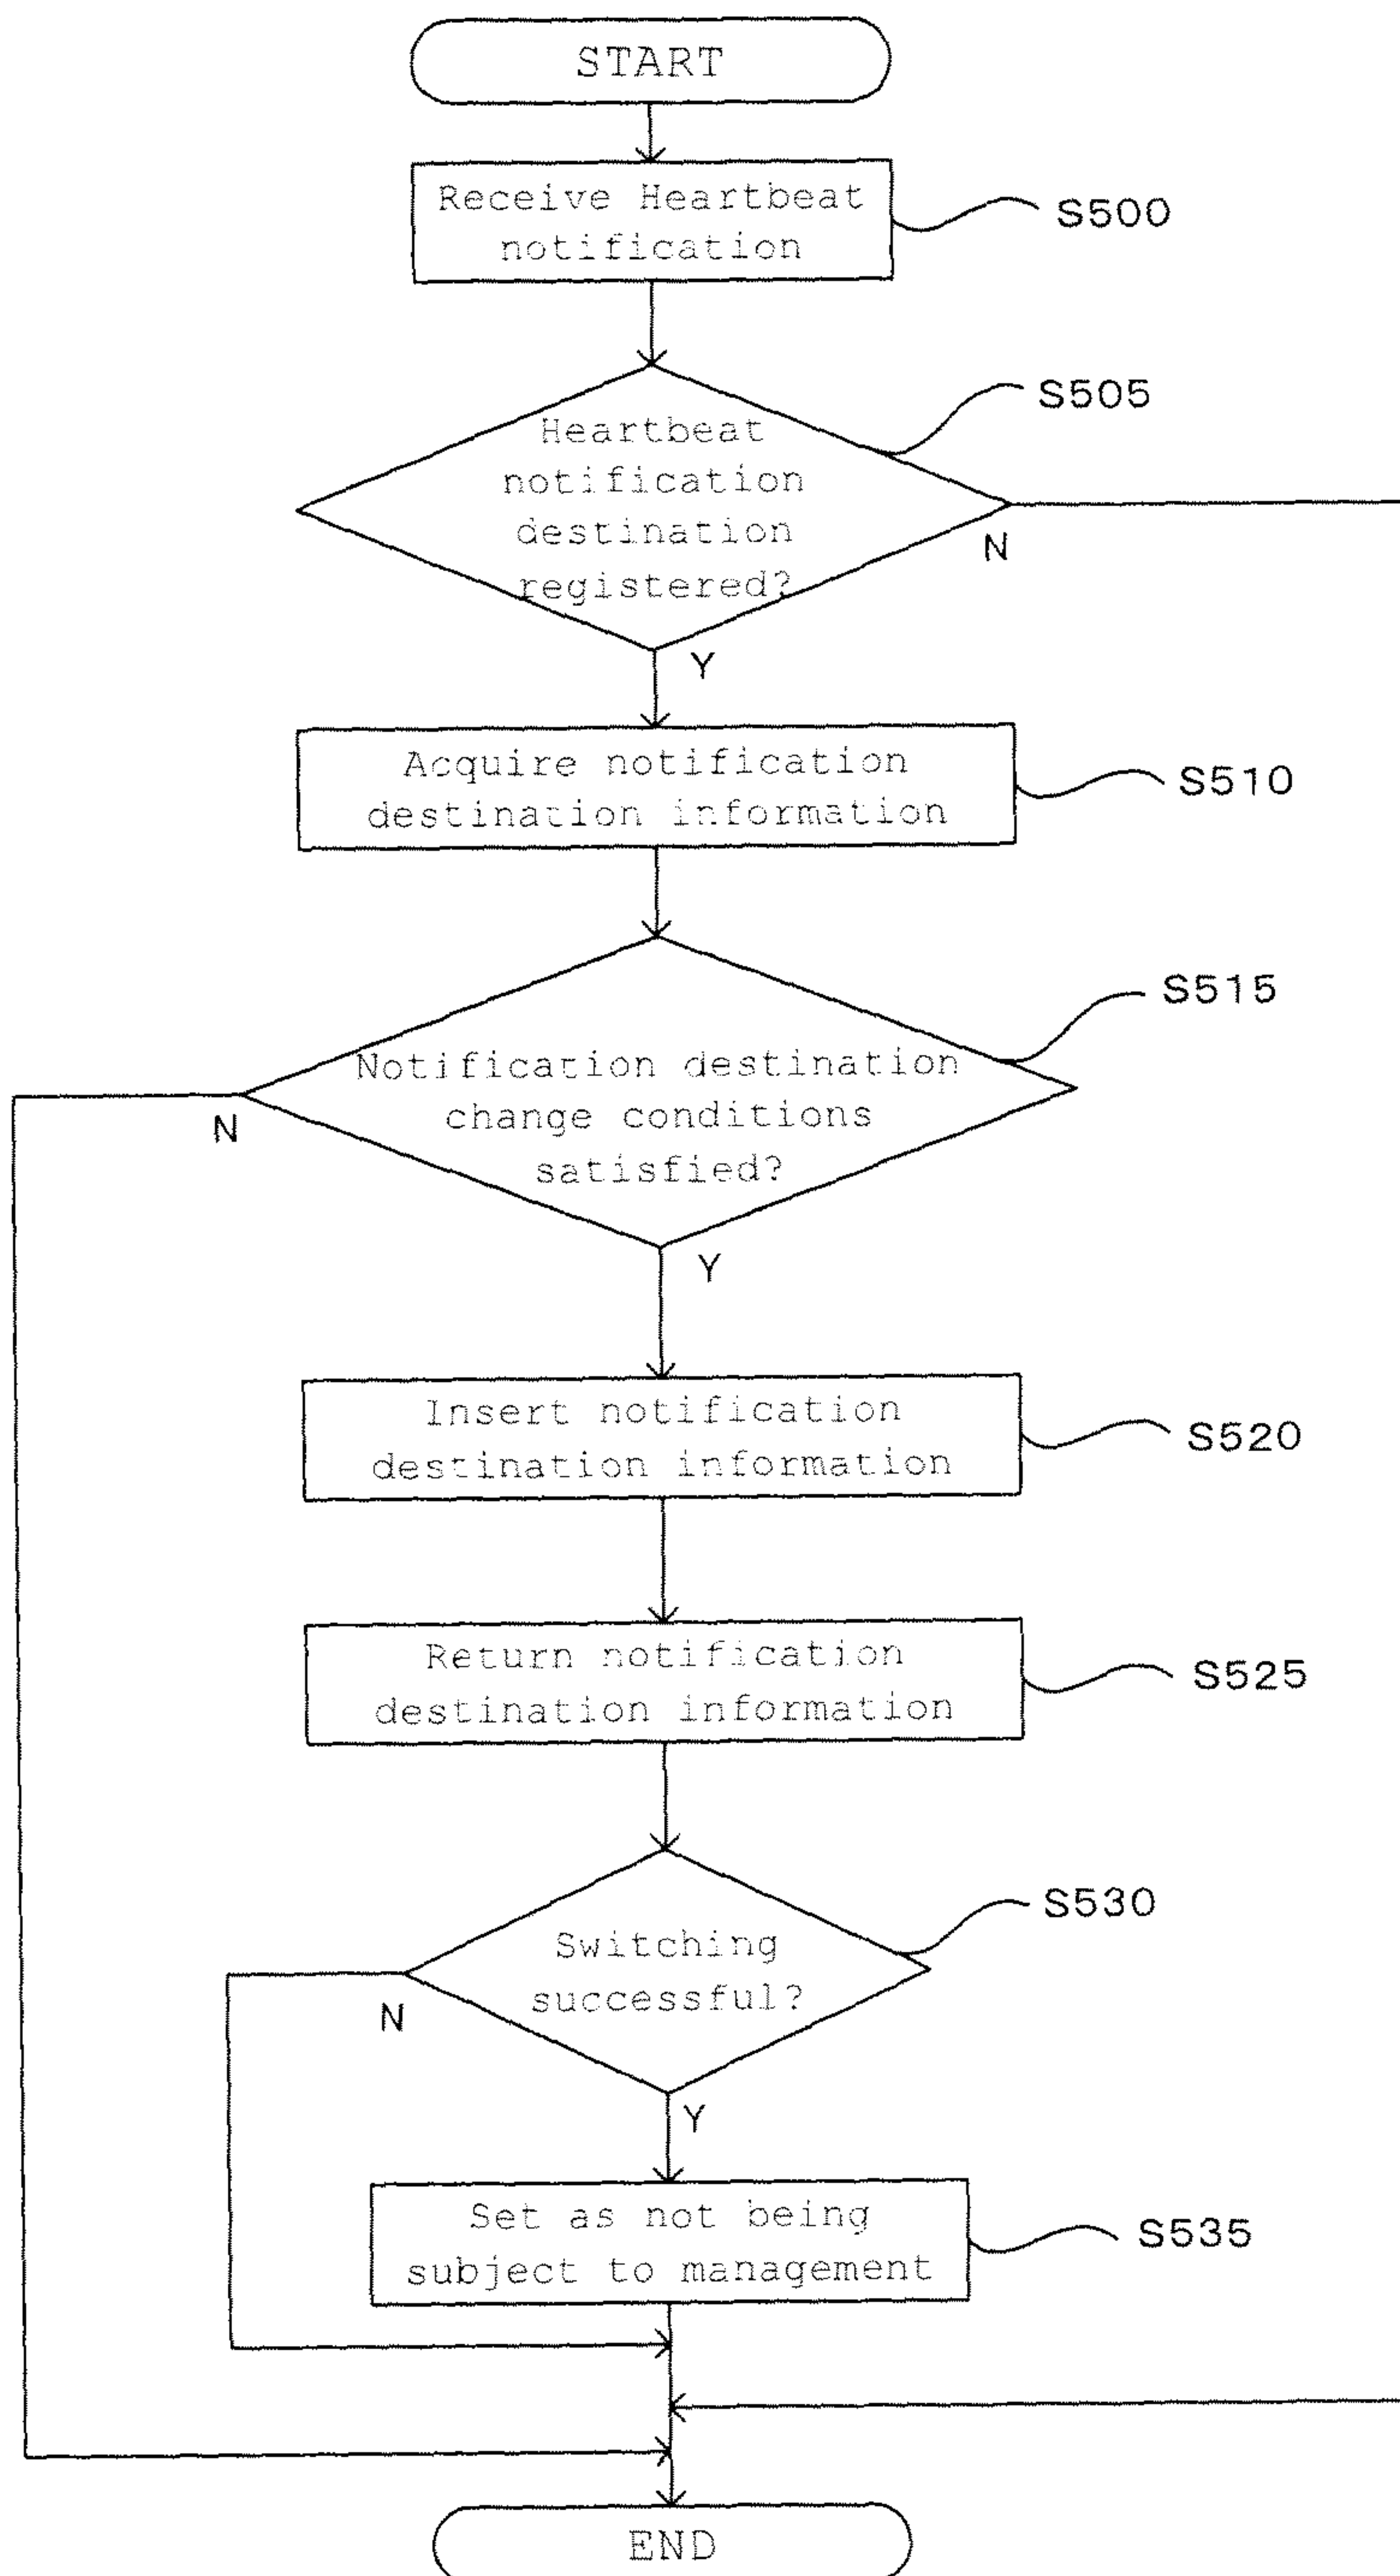 START
Receive Heartbeat
notification
S500
S505
Heartbeat
notification
destination
registered?
N
Y
Acquire notification
destination information
S510
S515
Notification destination
change conditions
satisfied?
N
Y
Insert notification
destination information
S520
Return notification
destination information
S525
S530
Switching
successful?
N
Y
Set as not being
subject to management
S535
END